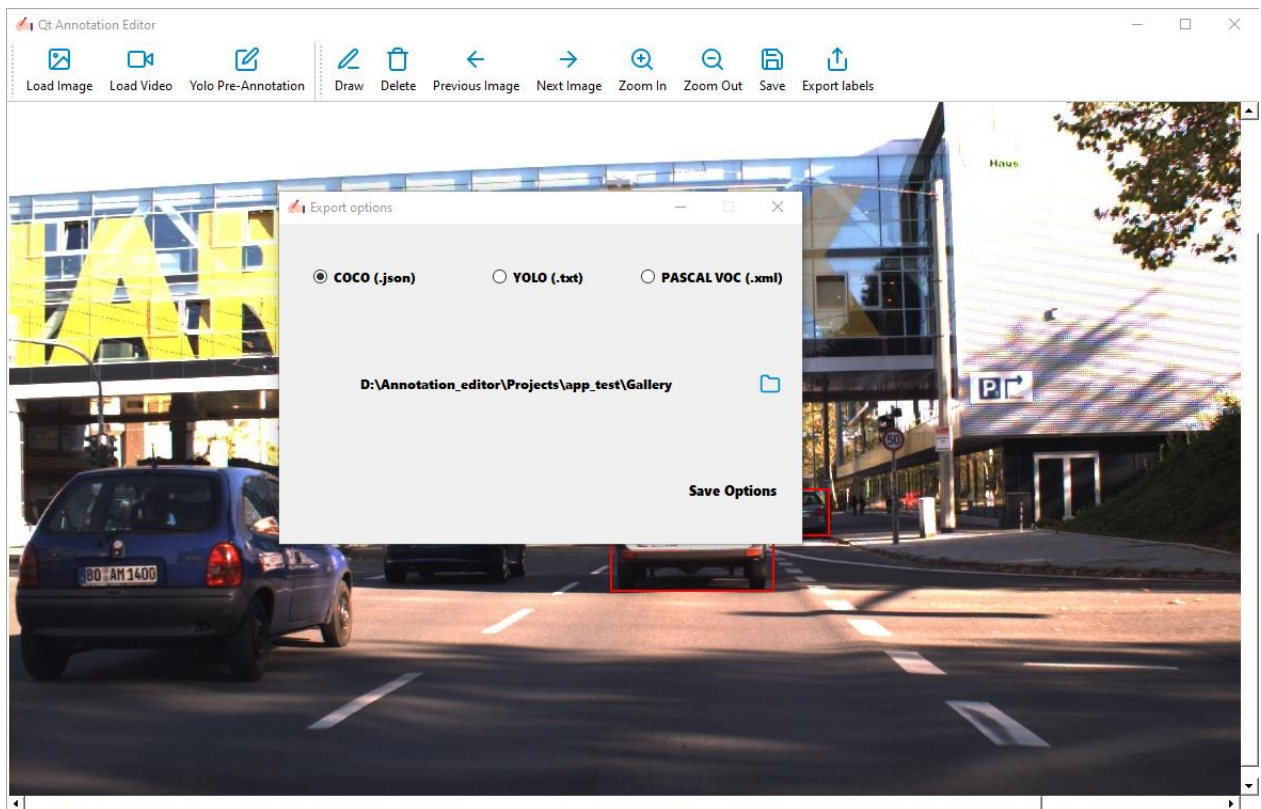 Qt Annotation Editor
Load Image Load Video Yolo Pre-Annotation Draw Delete Previous Image Next Image Zoom In Zoom Out Save Export labels
Haus
Export options
COCO (.json) YOLO (.txt) PASCAL VOC (.xml)
D:\Annotation_editor\Projects\app_test\Gallery
P
50
Save Options
BO AM 1400